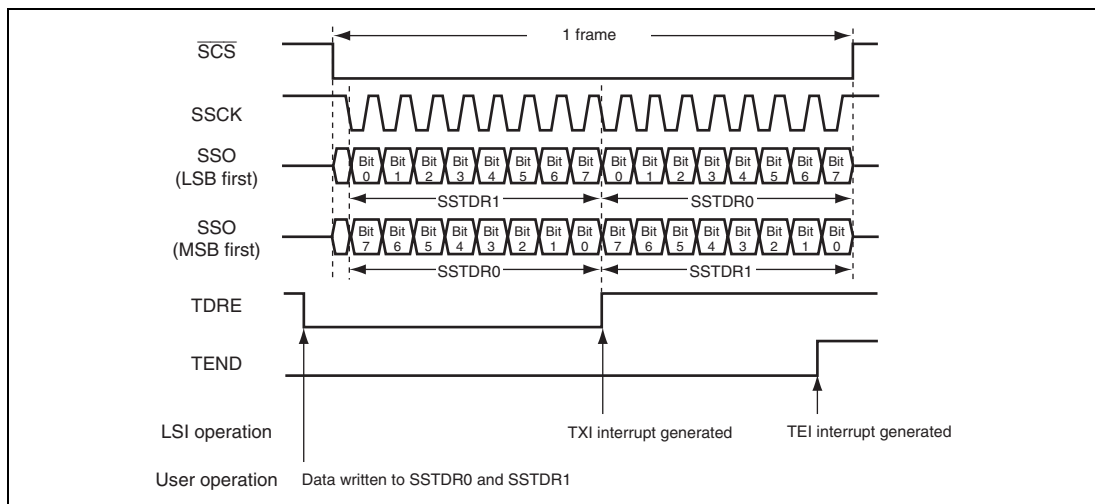 1 frame
SCS
SSCK
SSO
(LSB first)
Bit 0 Bit 1 Bit 2 Bit 3 Bit 4 Bit 5 Bit 6 Bit 7 Bit 0 Bit 1 Bit 2 Bit 3 Bit 4 Bit 5 Bit 6 Bit 7
SSTDR1 SSTDR0
SSO
(MSB first)
Bit 7 Bit 6 Bit 5 Bit 4 Bit 3 Bit 2 Bit 1 Bit 0 Bit 7 Bit 6 Bit 5 Bit 4 Bit 3 Bit 2 Bit 1 Bit 0
SSTDR0 SSTDR1
TDRE
TEND
LSI operation TXI interrupt generated TEI interrupt generated
User operation Data written to SSTDR0 and SSTDR1